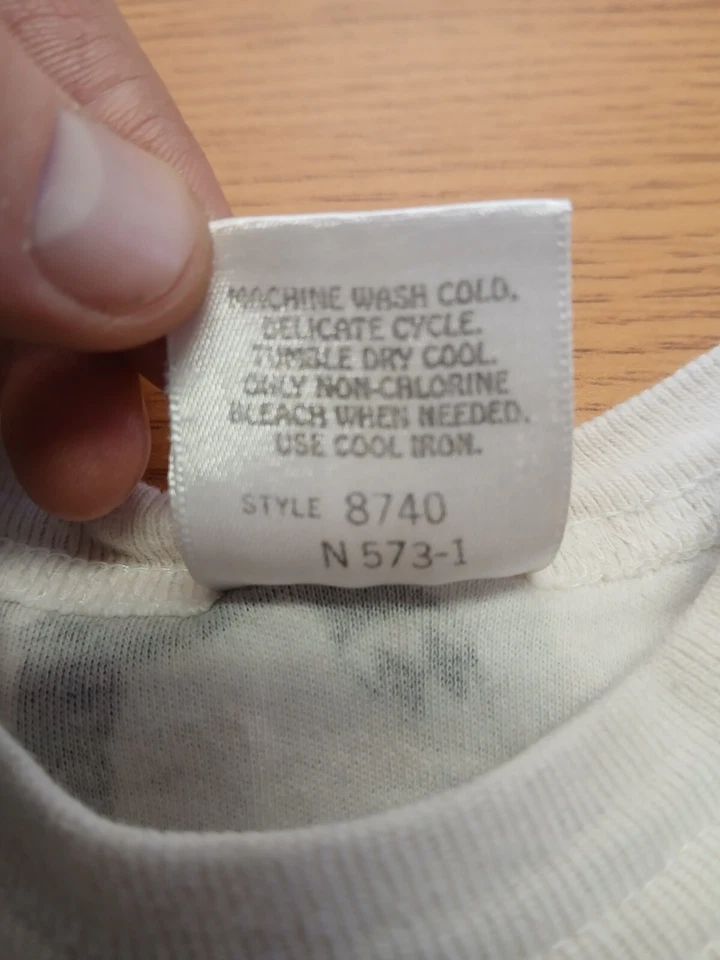 MACHINE WASH COLD.
DELICATE CYCLE.
TUMBLE DRY COOL.
ONLY NON-CHLORINE
BLEACH WHEN NEEDED.
USE COOL IRON.
STYLE 8740
N 573-1